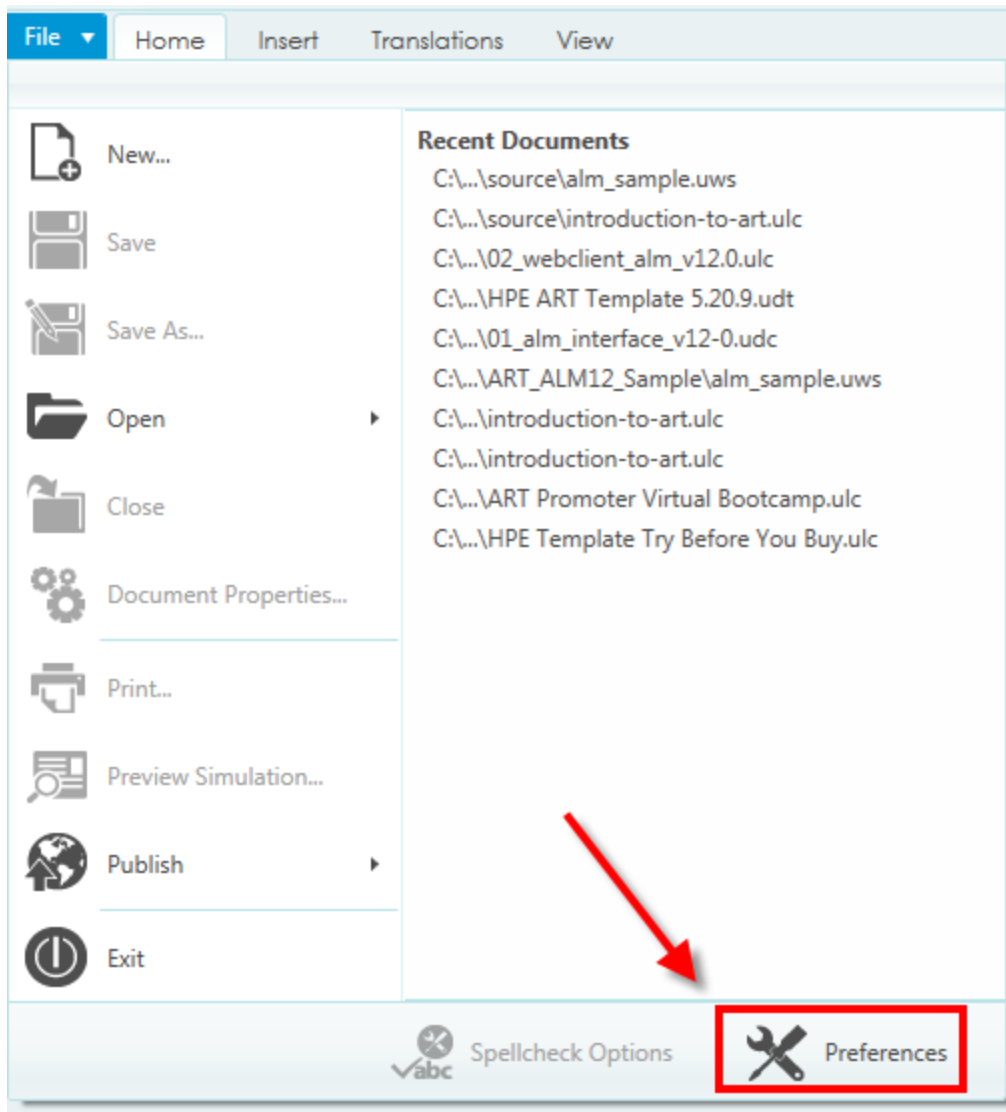 File Home Insert Translations View
New...
Save
Save As...
Open
Close
Document Properties...
Print...
Preview Simulation...
Publish
Exit
Recent Documents
C:\...\source\alm_sample.uws
C:\...\source\introduction-to-art.ulc
C:\...\02_webclient_alm_v12.0.ulc
C:\...\HPE ART Template 5.20.9.udt
C:\...\01_alm_interface_v12-0.udc
C:\...\ART_ALM12_Sample\alm_sample.uws
C:\...\introduction-to-art.ulc
C:\...\introduction-to-art.ulc
C:\...\ART Promoter Virtual Bootcamp.ulc
C:\...\HPE Template Try Before You Buy.ulc
abc Spellcheck Options Preferences